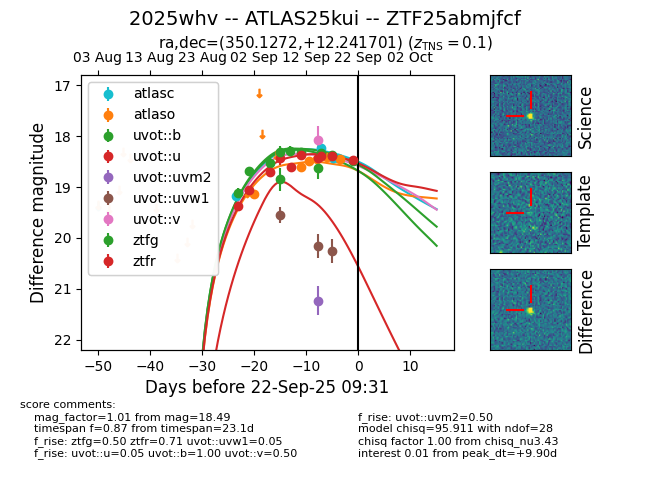 2025whv -- ATLAS25kui -- ZTF25abmjfcf
ra,dec=(350.1272,+12.241701) (zTNS = 0.1)
03 Aug 13 Aug 23 Aug 02 Sep 12 Sep 22 Sep 02 Oct
17
18
19
20
21
22
Difference magnitude
atlasc
atlaso
uvot::b
uvot::u
uvot::uvm2
uvot::uvw1
uvot::v
ztfg
ztfr
−50 −40 −30 −20 −10 0 10
Days before 22-Sep-25 09:31
Science
Template
Difference
score comments:
mag_factor=1.01 from mag=18.49
timespan f=0.87 from timespan=23.1d
f_rise: ztfg=0.50 ztfr=0.71 uvot::uvw1=0.05
f_rise: uvot::u=0.05 uvot::b=1.00 uvot::v=0.50
f_rise: uvot::uvm2=0.50
model chisq=95.911 with ndof=28
chisq factor 1.00 from chisq_nu3.43
interest 0.01 from peak_dt=+9.90d